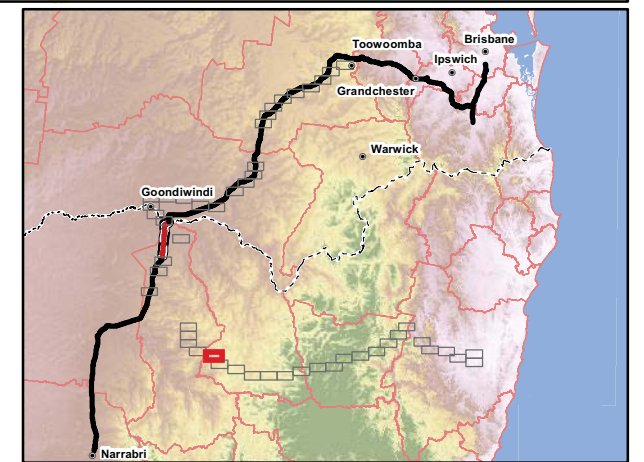 Brisbane
Toowoomba
Ipswich
Grandchester
Warwick
Goondiwindi
Narrabri